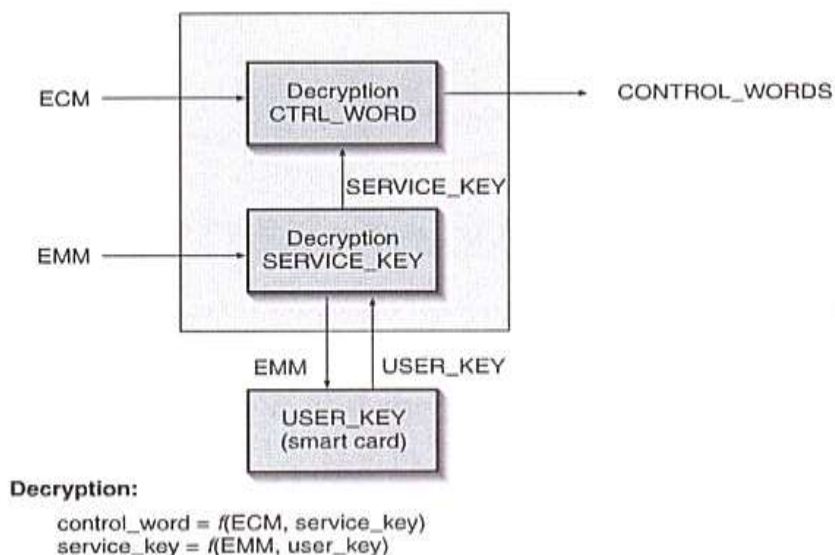 Decryption
CTRL_WORD
ECM
CONTROL_WORDS
SERVICE_KEY
Decryption
SERVICE_KEY
EMM
EMM
USER_KEY
USER_KEY
(smart card)
Decryption:
control_word = f(ECM, service_key)
service_key = f(EMM, user_key)